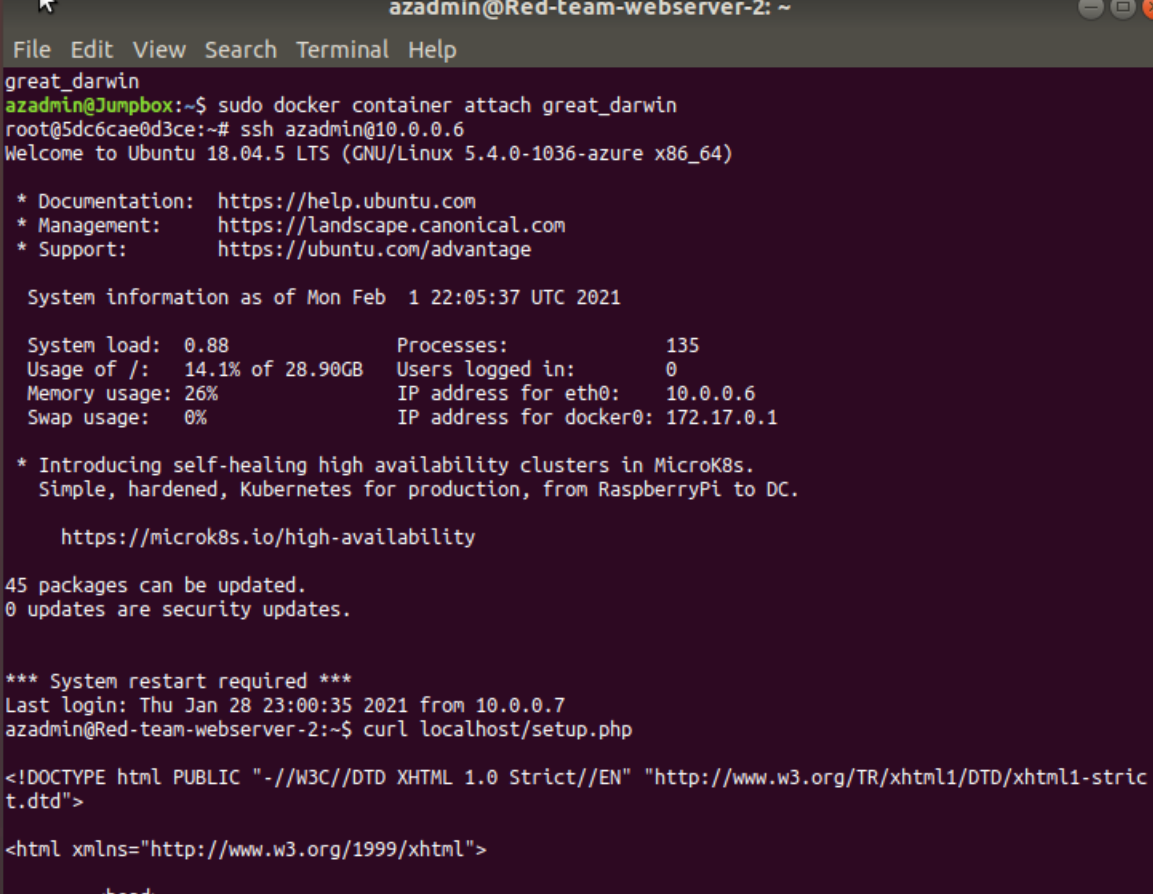 azadmin@Red-team-webserver-2: ~
File Edit View Search Terminal Help
great_darwin
azadmin@Jumpbox:~$ sudo docker container attach great_darwin
root@5dc6cae0d3ce:~# ssh azadmin@10.0.0.6
Welcome to Ubuntu 18.04.5 LTS (GNU/Linux 5.4.0-1036-azure x86_64)
* Documentation: https://help.ubuntu.com
* Management: https://landscape.canonical.com
* Support: https://ubuntu.com/advantage
System information as of Mon Feb 1 22:05:37 UTC 2021
System load: 0.88 Processes: 135
Usage of /: 14.1% of 28.90GB Users logged in: 0
Memory usage: 26% IP address for eth0: 10.0.0.6
Swap usage: 0% IP address for docker0: 172.17.0.1
* Introducing self-healing high availability clusters in MicroK8s.
Simple, hardened, Kubernetes for production, from RaspberryPi to DC.
https://microk8s.io/high-availability
45 packages can be updated.
0 updates are security updates.
*** System restart required ***
Last login: Thu Jan 28 23:00:35 2021 from 10.0.0.7
azadmin@Red-team-webserver-2:~$ curl localhost/setup.php
<!DOCTYPE html PUBLIC "-//W3C//DTD XHTML 1.0 Strict//EN" "http://www.w3.org/TR/xhtml1/DTD/xhtml1-stric
t.dtd">
<html xmlns="http://www.w3.org/1999/xhtml">